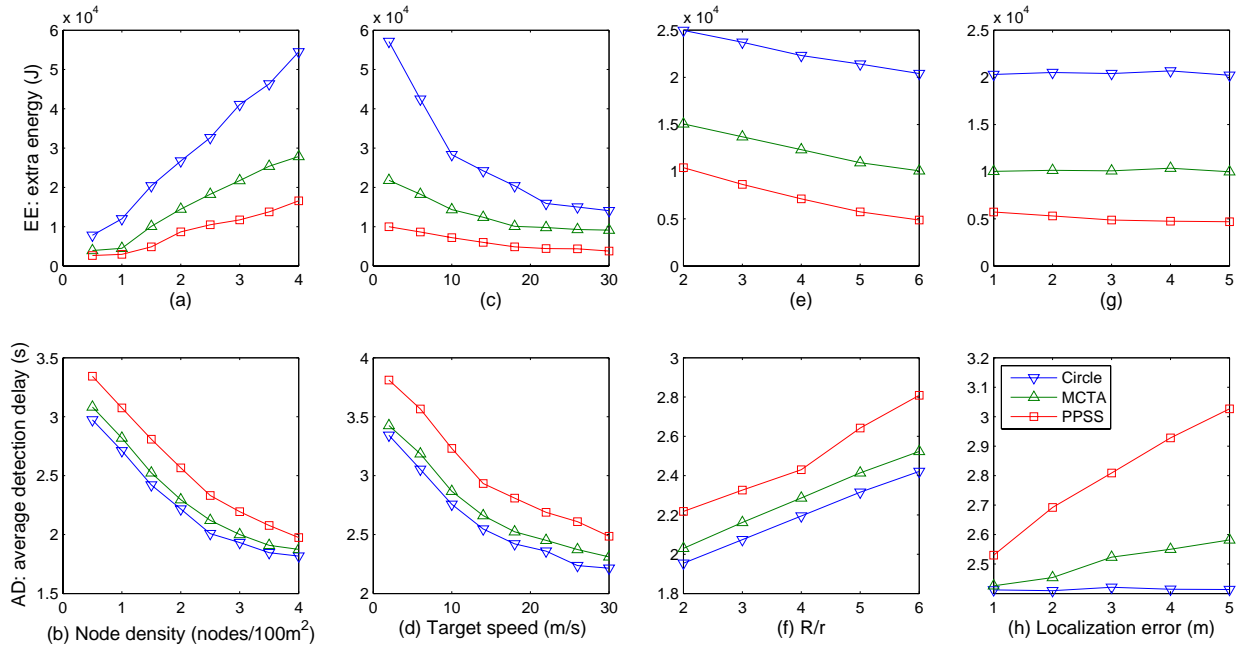 x 10^4
x 10^4
x 10^4
x 10^4
EE: extra energy (J)
6
5
4
3
2
1
0
0 1 2 3 4
(a)
6
5
4
3
2
1
0
0 10 20 30
(c)
2.5
2
1.5
1
0.5
0
2 3 4 5 6
(e)
2.5
2
1.5
1
0.5
0
1 2 3 4 5
(g)
AD: average detection delay (s)
3.5
3
2.5
2
1.5
0 1 2 3 4
(b) Node density (nodes/100m^2)
4
3.5
3
2.5
2
0 10 20 30
(d) Target speed (m/s)
3
2.8
2.6
2.4
2.2
2
1.8
2 3 4 5 6
(f) R/r
3.2
3.1
3
2.9
2.8
2.7
2.6
2.5
1 2 3 4 5
Circle
MCTA
PPSS
(h) Localization error (m)